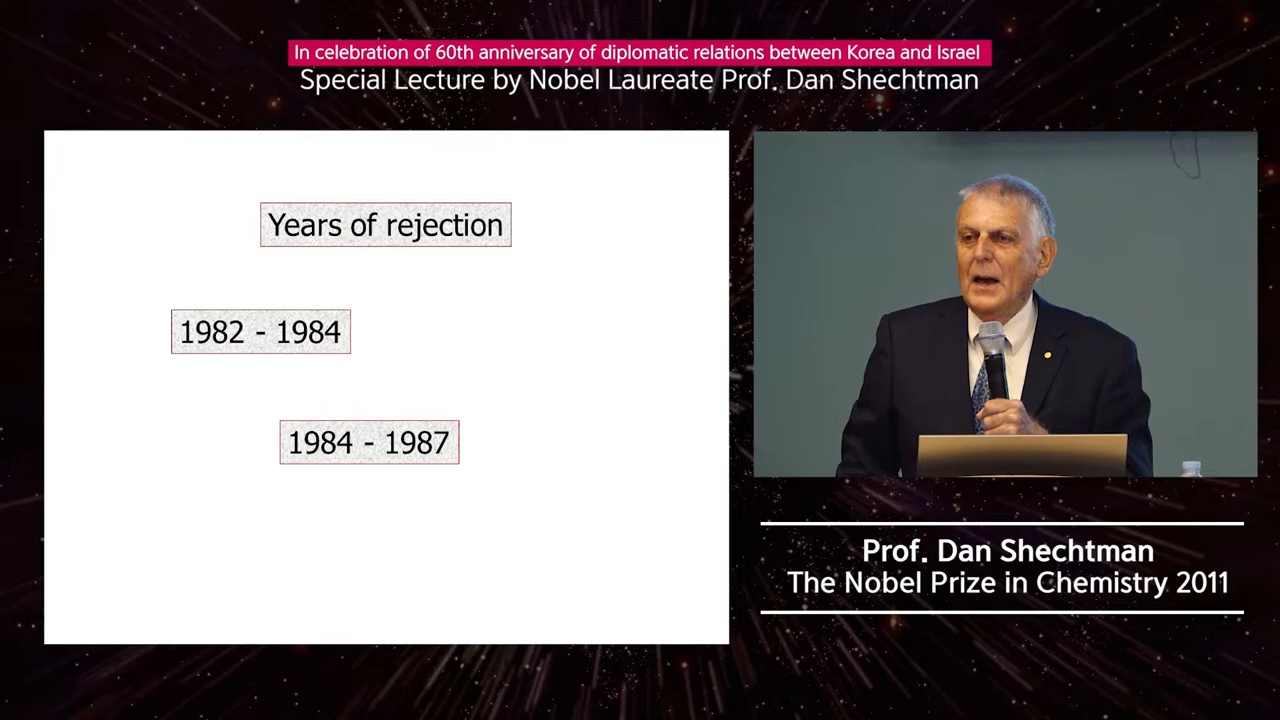 In celebration of 60th anniversary of diplomatic relations between Korea and Israel
Special Lecture by Nobel Laureate Prof. Dan Shechtman
Years of rejection
1982 - 1984
1984 - 1987
Prof. Dan Shechtman
The Nobel Prize in Chemistry 2011